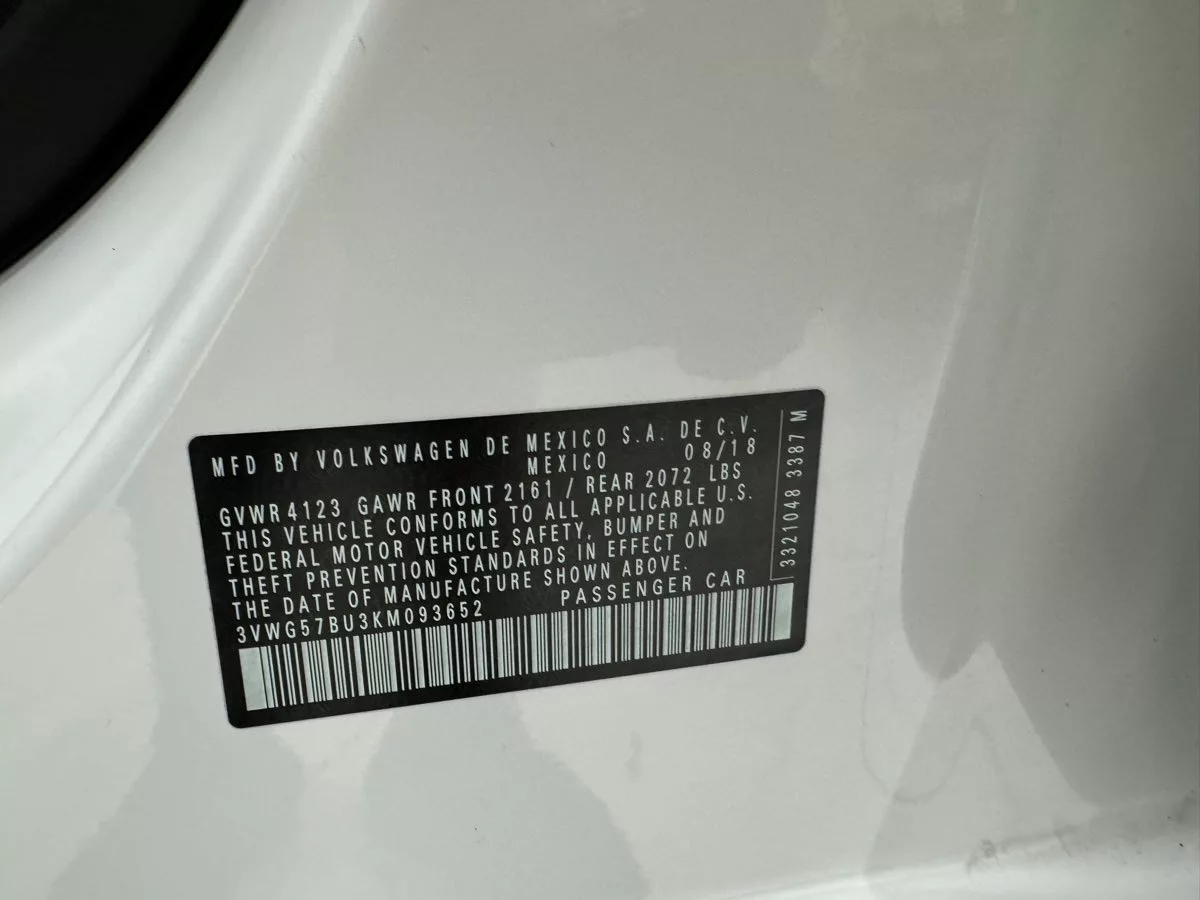 MFD BY VOLKSWAGEN DE MEXICO S.A. DE C.V.
MEXICO 08/18
GVWR 4123 GAWR FRONT 2161 / REAR 2072 LBS
THIS VEHICLE CONFORMS TO ALL APPLICABLE U.S.
FEDERAL MOTOR VEHICLE SAFETY, BUMPER AND
THEFT PREVENTION STANDARDS IN EFFECT ON
THE DATE OF MANUFACTURE SHOWN ABOVE.
3VWG57BU3KM093652 PASSENGER CAR
3321048 3387 M